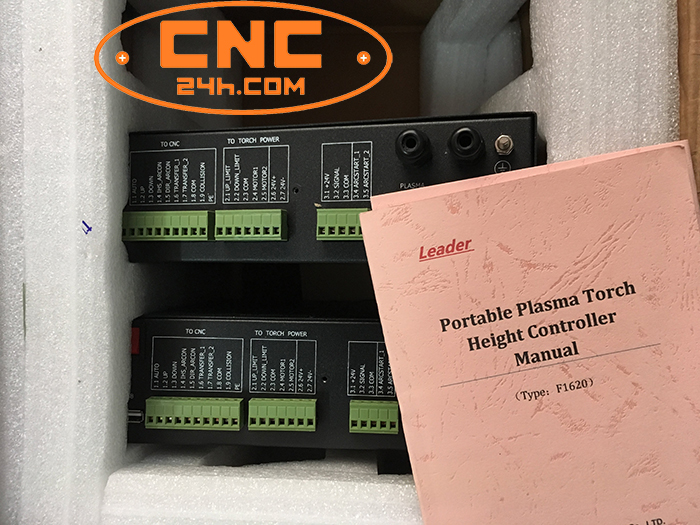 CNC
24h.COM
TO CNC
1.1 AUTO
1.2 UP
1.3 DOWN
1.4 IHS_ARCON
1.5 DIR_ARCON
1.6 TRANSFER_1
1.7 TRANSFER_2
1.8 COM
1.9 COLLISION
PE
TO TORCH POWER
2.1 UP_LIMIT
2.2 DOWN_LIMIT
2.3 COM
2.4 MOTOR1
2.5 MOTOR2
2.6 24V+
2.7 24V-
3.1 +24V
3.2 SIGNAL
3.3 COM
3.4 ARCSTART_1
3.5 ARCSTART_2
PLASMA
4
Leader
Portable Plasma Torch
Height Controller
Manual
(Type: F1620)
TO CNC
1.1 AUTO
1.2 UP
1.3 DOWN
1.4 IHS_ARCON
1.5 DIR_ARCON
1.6 TRANSFER_1
1.7 TRANSFER_2
1.8 COM
1.9 COLLISION
PE
TO TORCH POWER
2.1 UP_LIMIT
2.2 DOWN_LIMIT
2.3 COM
2.4 MOTOR1
2.5 MOTOR2
2.6 24V+
2.7 24V-
3.1 +24V
3.2 SIGNAL
3.3 COM
3.4 ARCSTART_1
Co., LTD.